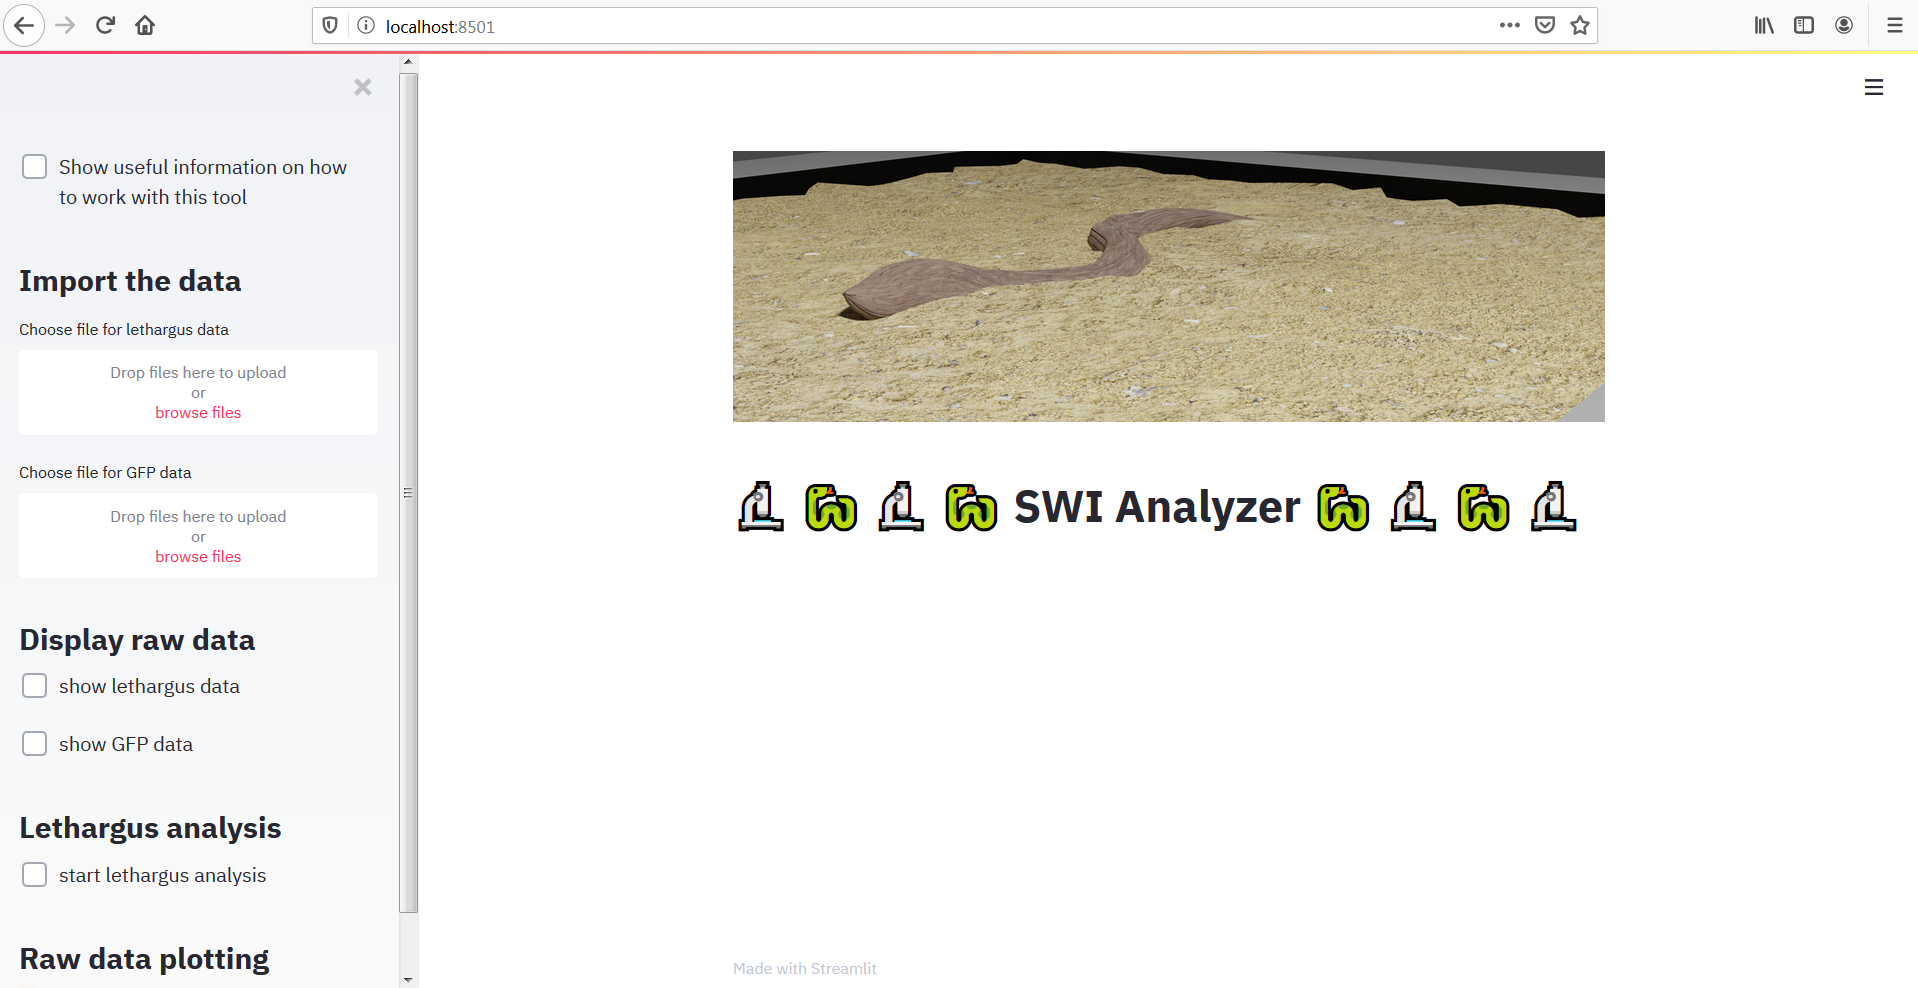 localhost:8501
Show useful information on how
to work with this tool
Import the data
Choose file for lethargus data
Drop files here to upload
or
browse files
Choose file for GFP data
Drop files here to upload
or
browse files
Display raw data
show lethargus data
show GFP data
Lethargus analysis
start lethargus analysis
Raw data plotting
SWI Analyzer
Made with Streamlit